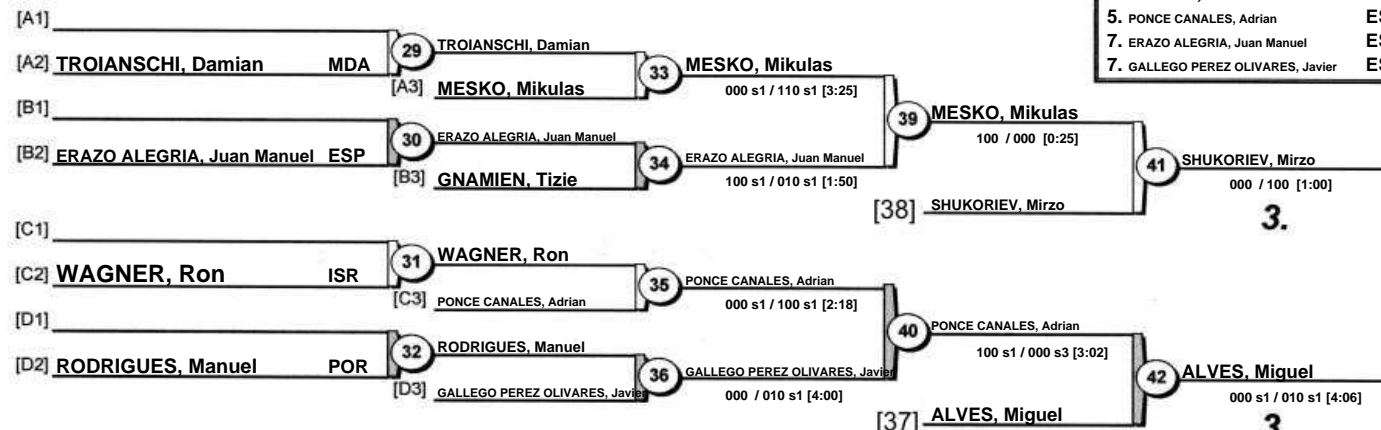 5. PONCE CANALES, Adrian ES
7. ERAZO ALEGRIA, Juan Manuel ES
7. GALLEGO PEREZ OLIVARES, Javier ES
[A1]
[A2] TROIANSCHI, Damian MDA
29 TROIANSCHI, Damian
[A3] MESKO, Mikulas
33 MESKO, Mikulas
000 s1 / 110 s1 [3:25]
[B1]
[B2] ERAZO ALEGRIA, Juan Manuel ESP
30 ERAZO ALEGRIA, Juan Manuel
[B3] GNAMIEN, Tizie
34 ERAZO ALEGRIA, Juan Manuel
100 s1 / 010 s1 [1:50]
39 MESKO, Mikulas
100 / 000 [0:25]
[38] SHUKORIEV, Mirzo
41 SHUKORIEV, Mirzo
000 / 100 [1:00]
3.
[C1]
[C2] WAGNER, Ron ISR
31 WAGNER, Ron
[C3] PONCE CANALES, Adrian
35 PONCE CANALES, Adrian
000 s1 / 100 s1 [2:18]
[D1]
[D2] RODRIGUES, Manuel POR
32 RODRIGUES, Manuel
[D3] GALLEGO PEREZ OLIVARES, Javier
36 GALLEGO PEREZ OLIVARES, Javier
000 / 010 s1 [4:00]
40 PONCE CANALES, Adrian
100 s1 / 000 s3 [3:02]
[37] ALVES, Miguel
42 ALVES, Miguel
000 s1 / 010 s1 [4:06]
3